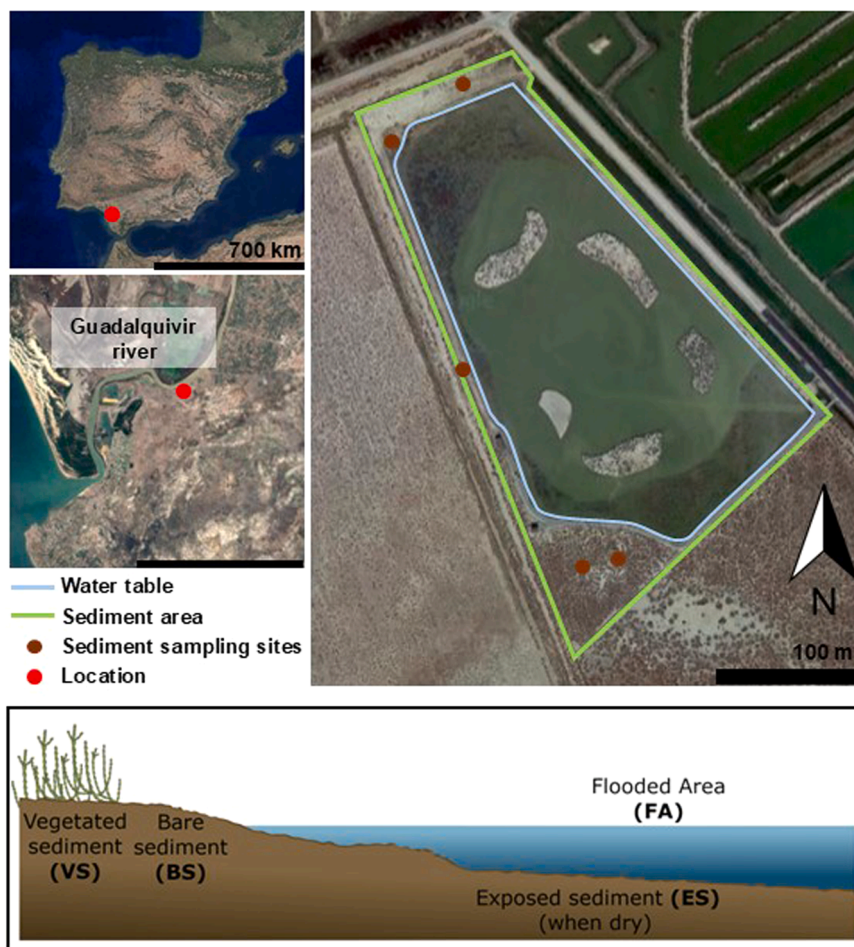 700 km
Guadalquivir
river
Water table
Sediment area
Sediment sampling sites
Location
N
100 m
Flooded Area
(FA)
Vegetated
sediment
(VS)
Bare
sediment
(BS)
Exposed sediment (ES)
(when dry)